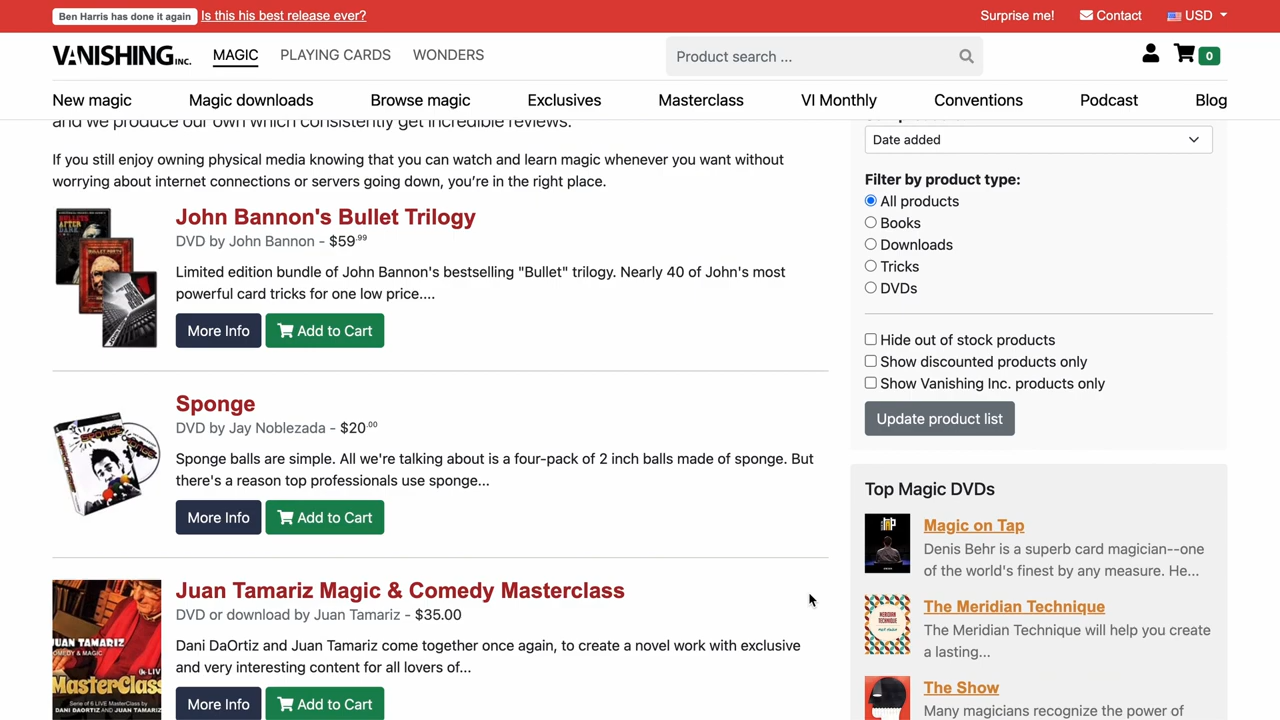 Ben Harris has done it again Is this his best release ever?
Surprise me! Contact USD
VANISHING INC. MAGIC PLAYING CARDS WONDERS
Product search ...
0
New magic Magic downloads Browse magic Exclusives Masterclass VI Monthly Conventions Podcast Blog
and we produce our own which consistently get incredible reviews.
If you still enjoy owning physical media knowing that you can watch and learn magic whenever you want without
worrying about internet connections or servers going down, you're in the right place.
John Bannon's Bullet Trilogy
DVD by John Bannon - $59.99
Limited edition bundle of John Bannon's bestselling "Bullet" trilogy. Nearly 40 of John's most
powerful card tricks for one low price....
More Info Add to Cart
Sponge
DVD by Jay Noblezada - $20.00
Sponge balls are simple. All we're talking about is a four-pack of 2 inch balls made of sponge. But
there's a reason top professionals use sponge...
More Info Add to Cart
JUAN TAMARIZ
COMEDY & MAGIC
MasterClass
Serie of 6 LIVE MasterClass by
DANI DAORTIZ AND JUAN TAMARIZ
Juan Tamariz Magic & Comedy Masterclass
DVD or download by Juan Tamariz - $35.00
Dani DaOrtiz and Juan Tamariz come together once again, to create a novel work with exclusive
and very interesting content for all lovers of...
More Info Add to Cart
Date added
Filter by product type:
All products
Books
Downloads
Tricks
DVDs
Hide out of stock products
Show discounted products only
Show Vanishing Inc. products only
Update product list
Top Magic DVDs
Magic on Tap
Denis Behr is a superb card magician--one
of the world's finest by any measure. He...
The Meridian Technique
The Meridian Technique will help you create
a lasting...
The Show
Many magicians recognize the power of